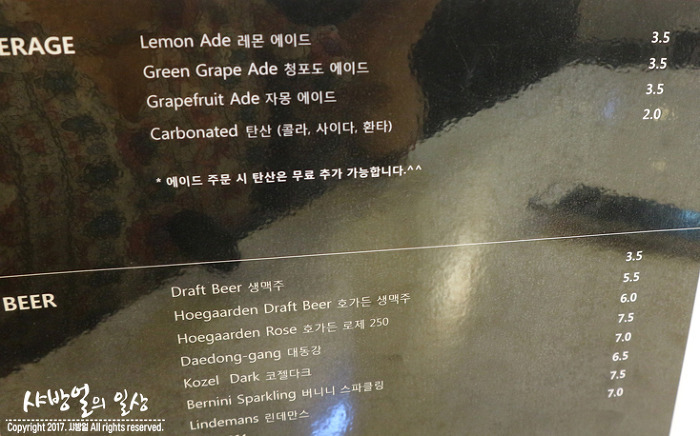 ERAGE
Lemon Ade 레몬 에이드 3.5
Green Grape Ade 청포도 에이드 3.5
Grapefruit Ade 자몽 에이드 3.5
Carbonated 탄산 (콜라, 사이다, 환타) 2.0
* 에이드 주문 시 탄산은 무료 추가 가능합니다.^^
BEER
Draft Beer 생맥주 3.5
Hoegaarden Draft Beer 호가든 생맥주 5.5
Hoegaarden Rose 호가든 로제 250 6.0
Daedong-gang 대동강 7.5
Kozel Dark 코젤다크 7.0
Bernini Sparkling 버니니 스파클링 6.5
Lindemans 린데만스 7.5
7.0
샤방얼의 일상
Copyright 2017. 샤방얼 All rights reserved.